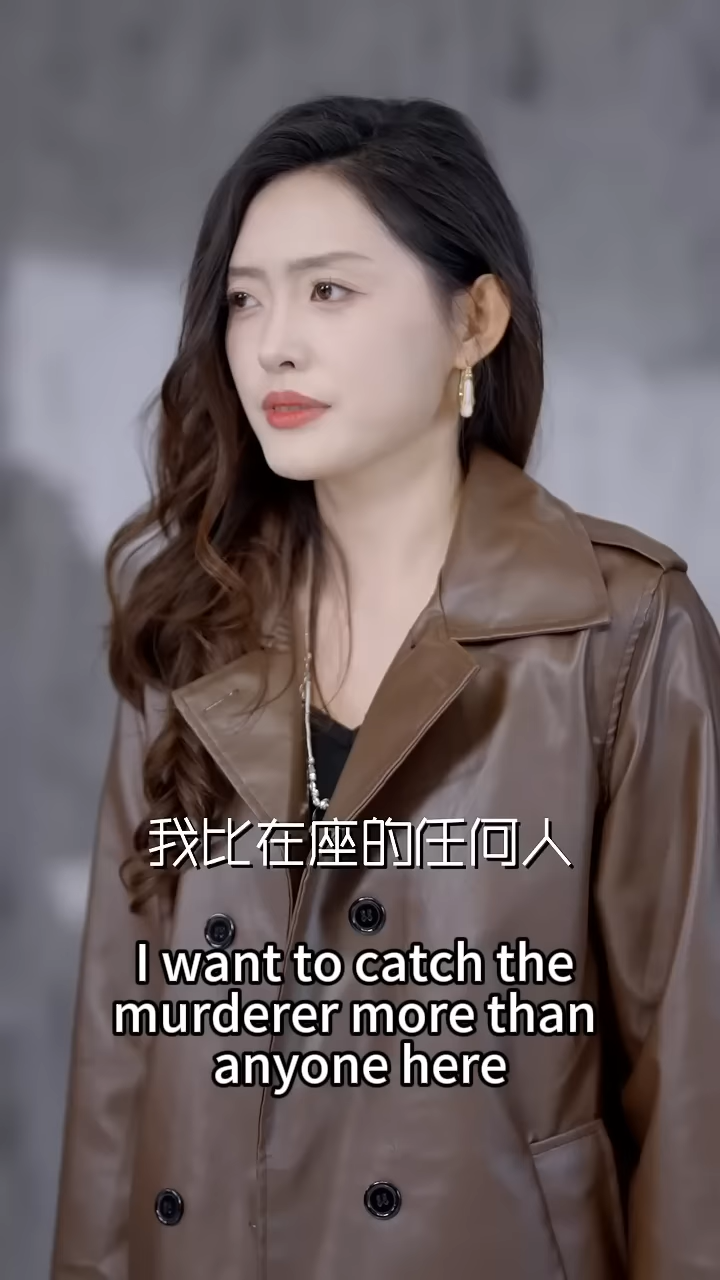 我比在座的任何人
I want to catch the
murderer more than
anyone here